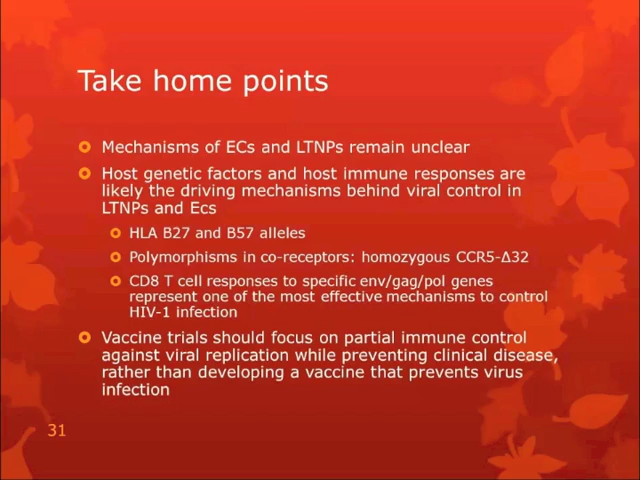 Take home points
Mechanisms of ECs and LTNPs remain unclear
Host genetic factors and host immune responses are
likely the driving mechanisms behind viral control in
LTNPs and Ecs
HLA B27 and B57 alleles
Polymorphisms in co-receptors: homozygous CCR5-Δ32
CD8 T cell responses to specific env/gag/pol genes
represent one of the most effective mechanisms to control
HIV-1 infection
Vaccine trials should focus on partial immune control
against viral replication while preventing clinical disease,
rather than developing a vaccine that prevents virus
infection
31